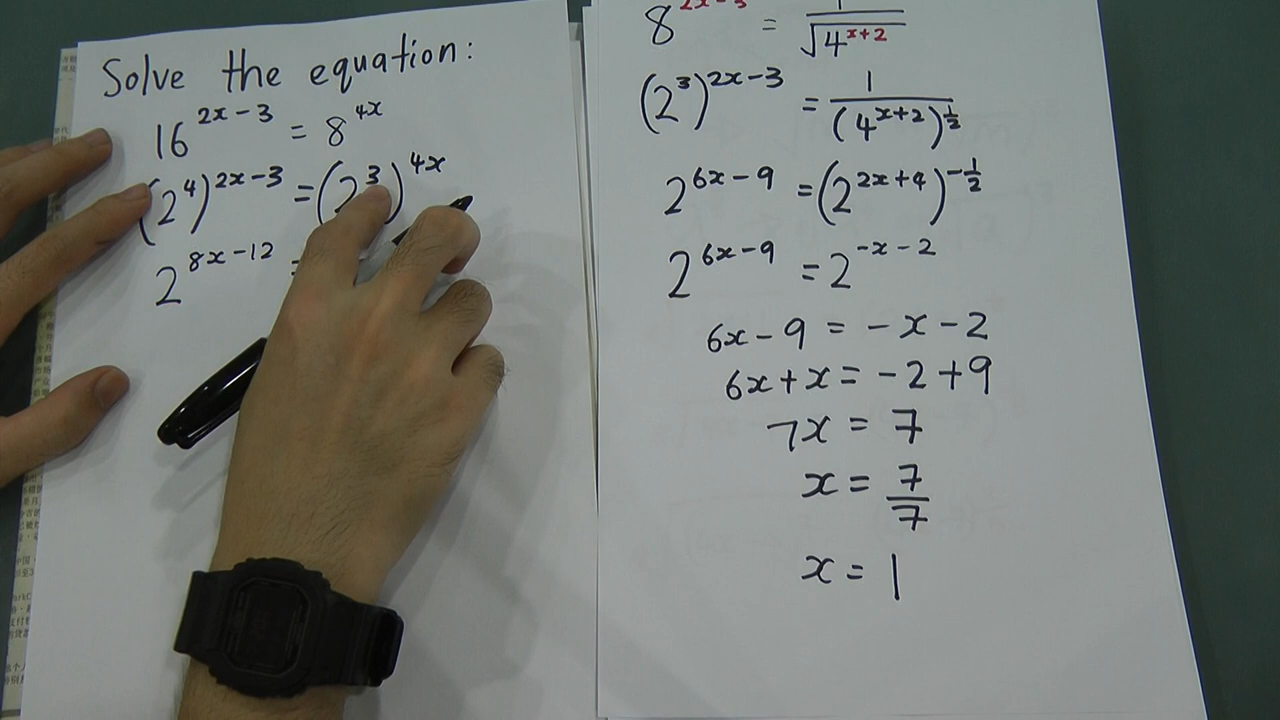 Solve the equation:
16^(2x-3) = 8^(4x)
(2^4)^(2x-3) = (2^3)^(4x)
2^(8x-12) =
8^(2x-3) = 1/√(4^(x+2))
(2^3)^(2x-3) = 1/(4^(x+2))^(1/2)
2^(6x-9) = (2^(2x+4))^(-1/2)
2^(6x-9) = 2^(-x-2)
6x-9 = -x-2
6x+x = -2+9
7x = 7
x = 7/7
x = 1